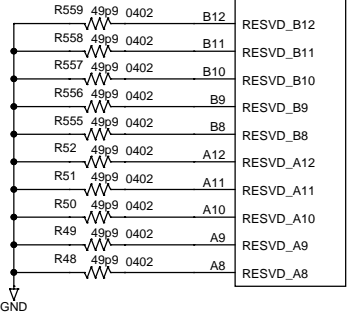 R559 49p9 0402 B12 RESVD_B12
R558 49p9 0402 B11 RESVD_B11
R557 49p9 0402 B10 RESVD_B10
R556 49p9 0402 B9 RESVD_B9
R555 49p9 0402 B8 RESVD_B8
R52 49p9 0402 A12 RESVD_A12
R51 49p9 0402 A11 RESVD_A11
R50 49p9 0402 A10 RESVD_A10
R49 49p9 0402 A9 RESVD_A9
R48 49p9 0402 A8 RESVD_A8
GND